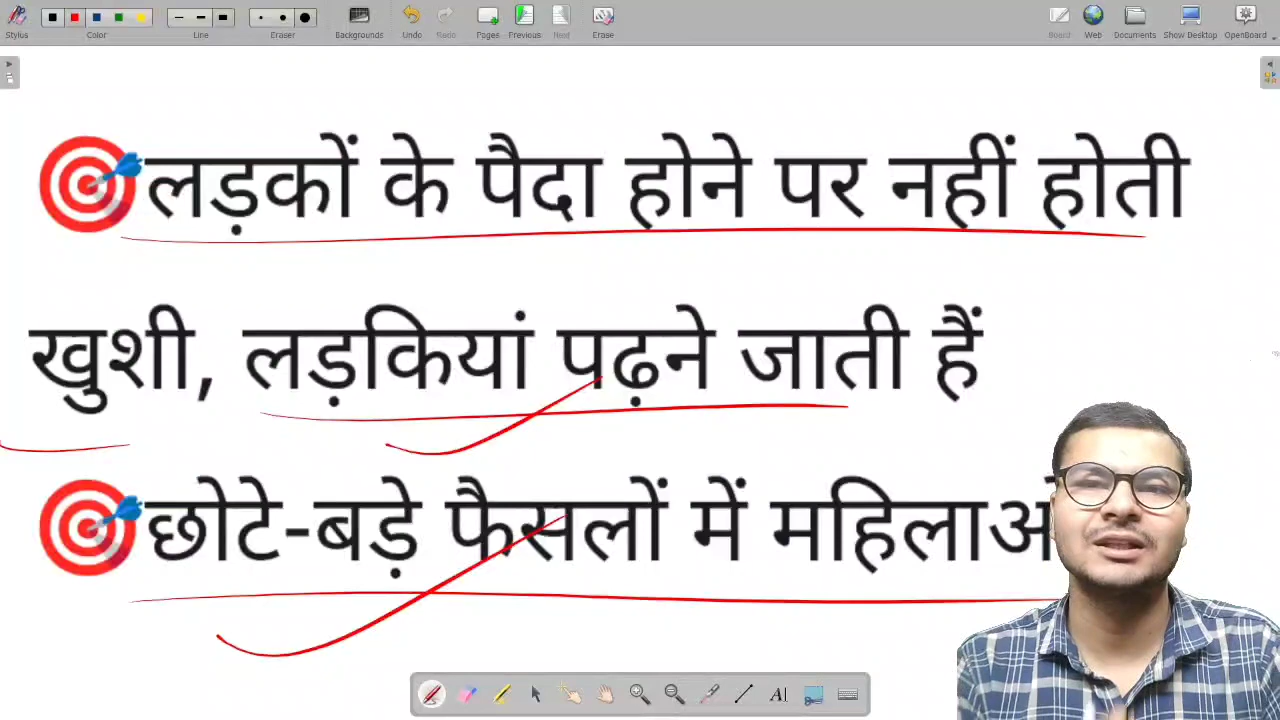 Stylus
Color
Line
Eraser
Backgrounds
Undo
Redo
Pages
Previous
Next
Erase
Board
Web
Documents
Show Desktop
OpenBoard
लड़कों के पैदा होने पर नहीं होती
खुशी, लड़कियां पढ़ने जाती हैं
छोटे-बड़े फैसलों में
AI